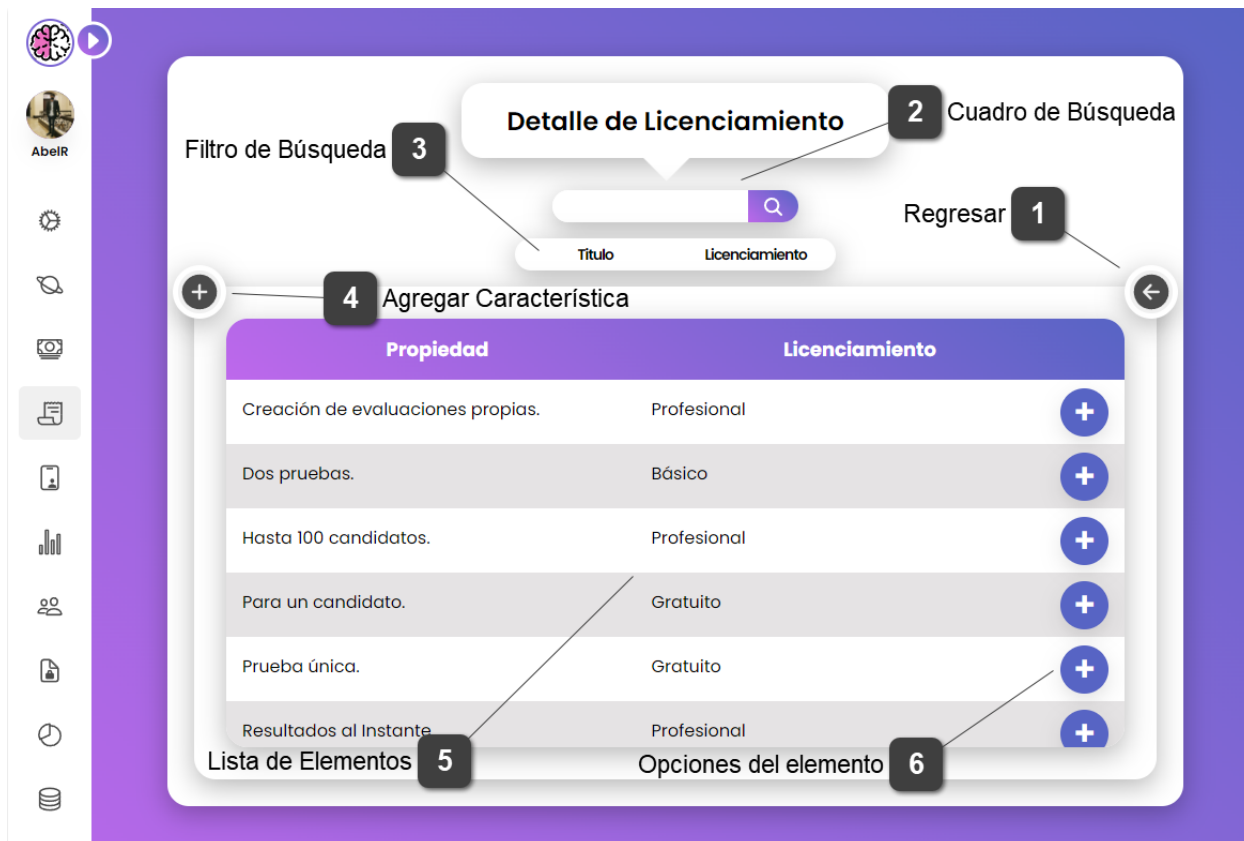 Detalle de Licenciamiento
2 Cuadro de Búsqueda
AbelR
Filtro de Búsqueda 3
Regresar 1
Título Licenciamiento
4 Agregar Característica
Propiedad Licenciamiento
Creación de evaluaciones propias. Profesional
Dos pruebas. Básico
Hasta 100 candidatos. Profesional
Para un candidato. Gratuito
Prueba única. Gratuito
Resultados al Instante. Profesional
Lista de Elementos 5
Opciones del elemento 6